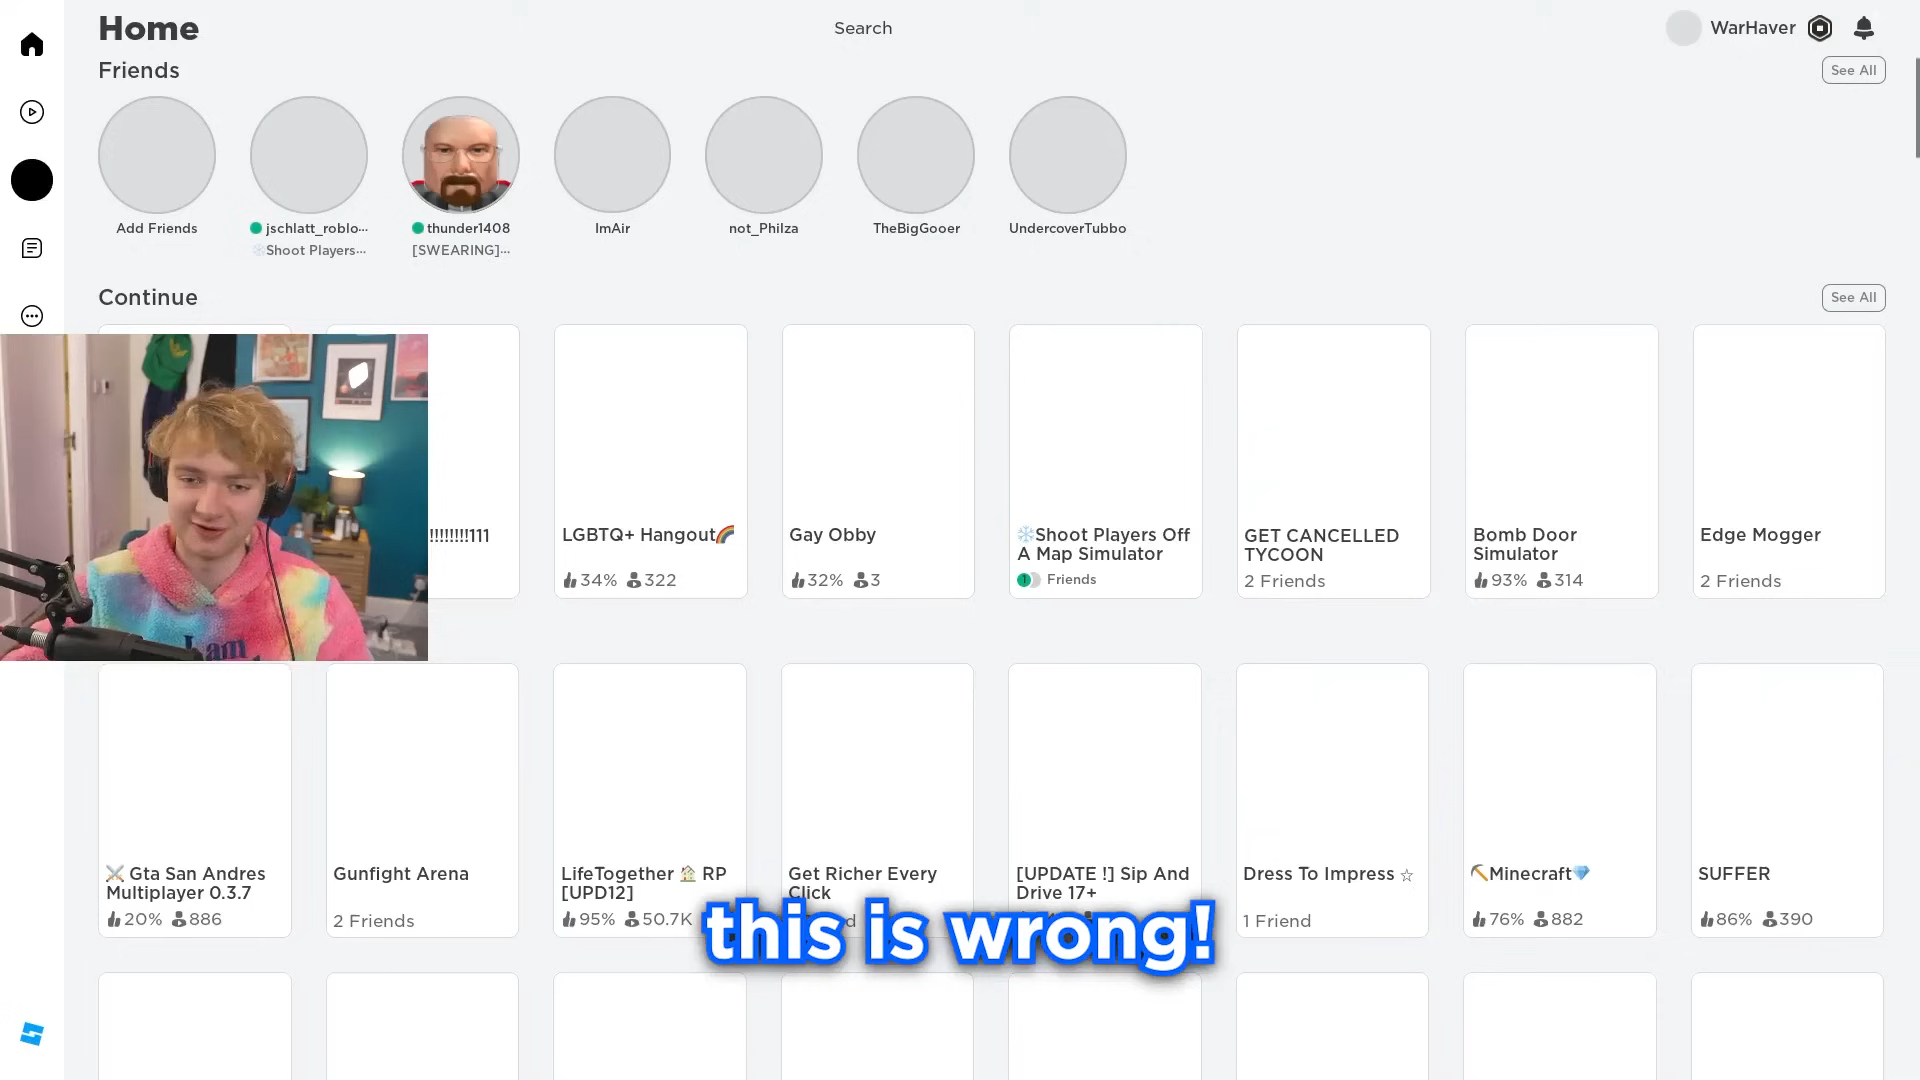 Home
Search
WarHaver
Friends
See All
Add Friends
jschlatt_roblo...
❄️Shoot Players...
thunder1408
[SWEARING]...
ImAir
not_Philza
TheBigGooer
UndercoverTubbo
Continue
See All
!!!!!!!!!111
LGBTQ+ Hangout🌈
34% 322
Gay Obby
32% 3
❄️Shoot Players Off
A Map Simulator
1 Friends
GET CANCELLED
TYCOON
2 Friends
Bomb Door
Simulator
93% 314
Edge Mogger
2 Friends
I am
⚔️ Gta San Andres
Multiplayer 0.3.7
20% 886
Gunfight Arena
2 Friends
LifeTogether 🏠 RP
[UPD12]
95% 50.7K
Get Richer Every
Click
[UPDATE !] Sip And
Drive 17+
Dress To Impress ☆
1 Friend
⛏️Minecraft💎
76% 882
SUFFER
86% 390
this is wrong!